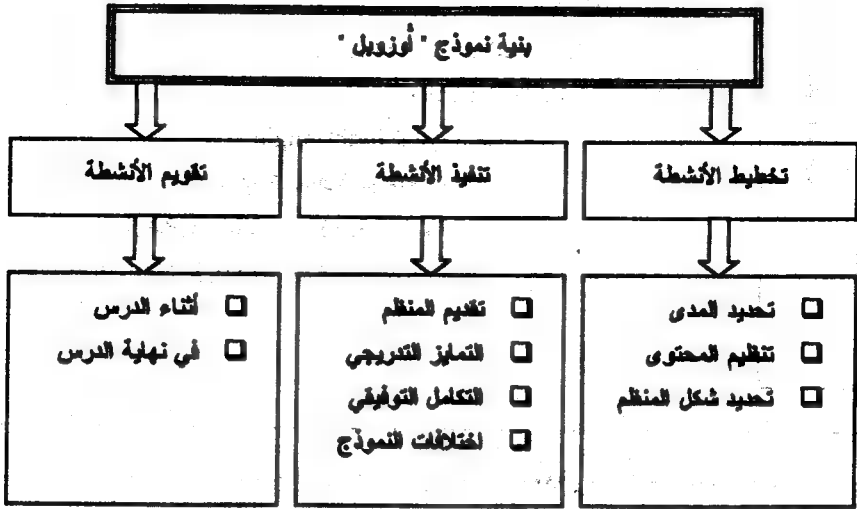 بنية نموذج " أوزوبل "
تخطيط الأنشطة
تنفيذ الأنشطة
تقويم الأنشطة
تحديد المدى
تنظيم المحتوى
تحديد شكل المنظم
تقديم المنظم
التمايز التدريجي
التكامل التوفيقي
اختلافات النموذج
أثناء الدرس
في نهاية الدرس